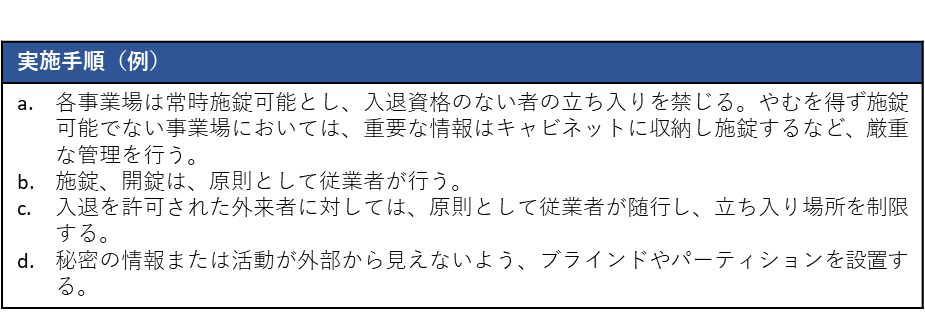 実施手順（例）
a. 各事業場は常時施錠可能とし、入退資格のない者の立ち入りを禁じる。やむを得ず施錠
可能でない事業場においては、重要な情報はキャビネットに収納し施錠するなど、厳重
な管理を行う。
b. 施錠、開錠は、原則として従業者が行う。
c. 入退を許可された外来者に対しては、原則として従業者が随行し、立ち入り場所を制限
する。
d. 秘密の情報または活動が外部から見えないよう、ブラインドやパーティションを設置す
る。